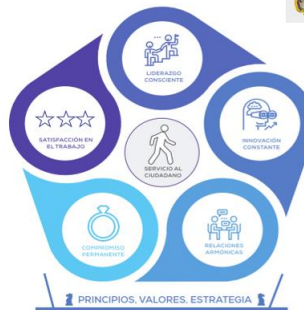 LIDERAZGO
CONSCIENTE
SATISFACCIÓN EN
EL TRABAJO
INNOVACIÓN
CONSTANTE
SERVICIO AL
CIUDADANO
COMPROMISO
PERMANENTE
RELACIONES
ARMÓNICAS
PRINCIPIOS, VALORES, ESTRATEGIA